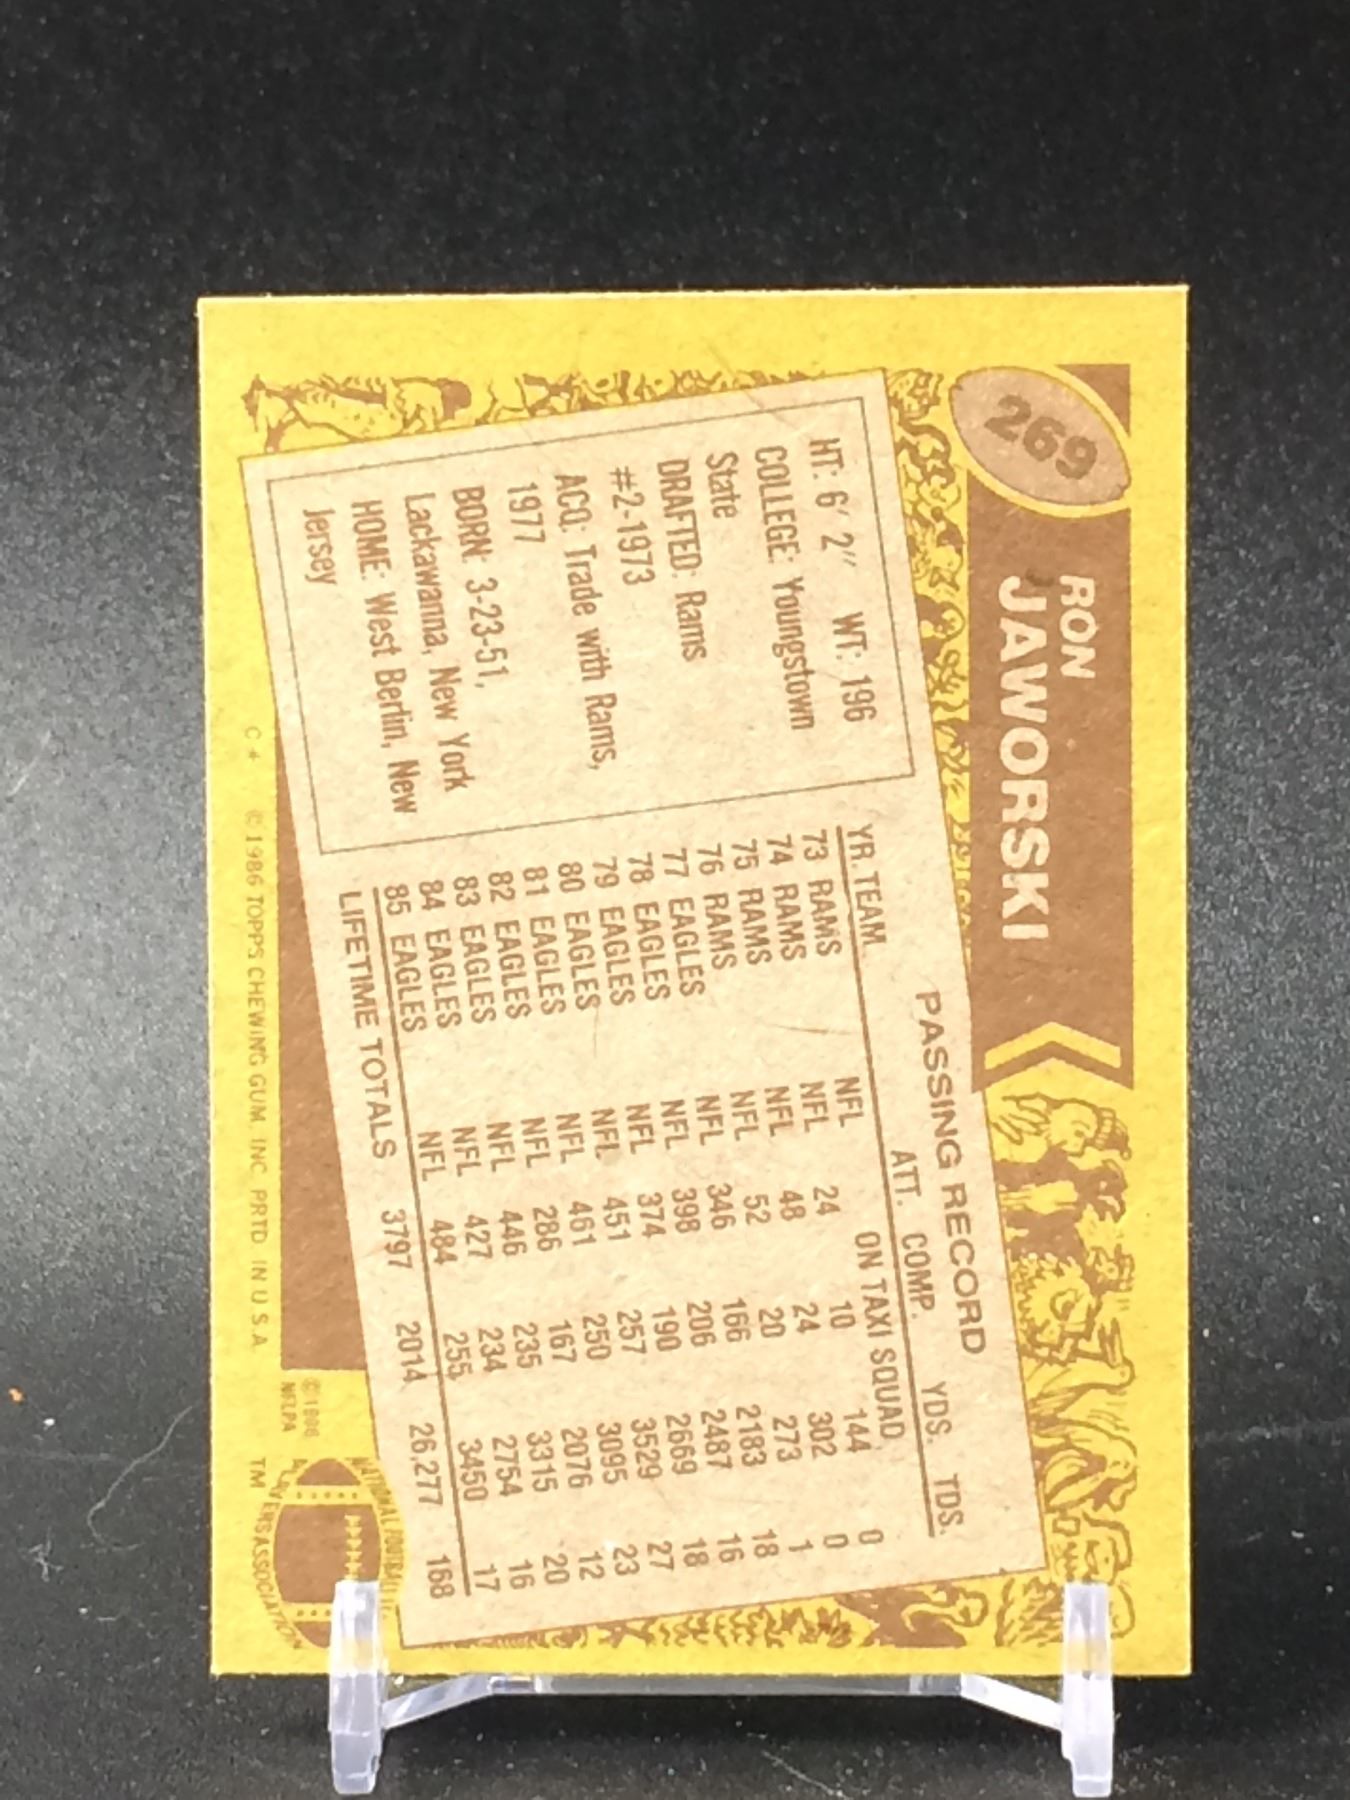 269
RON
JAWORSKI
HT: 6' 2" WT: 196
COLLEGE: Youngstown
State
DRAFTED: Rams
#2-1973
ACQ: Trade with Rams,
1977
BORN: 3-23-51,
Lackawanna, New York
HOME: West Berlin, New
Jersey
PASSING RECORD
YR. TEAM ATT. COMP. YDS. TDS.
73 RAMS NFL ON TAXI SQUAD
74 RAMS NFL 24 10 144 0
75 RAMS NFL 48 24 302 0
76 RAMS NFL 52 20 273 1
77 EAGLES NFL 346 166 2183 18
78 EAGLES NFL 398 206 2487 16
79 EAGLES NFL 374 190 2669 18
80 EAGLES NFL 451 257 3529 27
81 EAGLES NFL 461 250 3095 23
82 EAGLES NFL 286 167 2076 12
83 EAGLES NFL 446 235 3315 20
84 EAGLES NFL 427 234 2754 16
85 EAGLES NFL 484 255 3450 17
LIFETIME TOTALS 3797 2014 26,277 168
C * © 1986 TOPPS CHEWING GUM, INC. PRTD. IN U.S.A.
© 1986
NFLPA
TM
NATIONAL FOOTBALL
ASSOCIATION